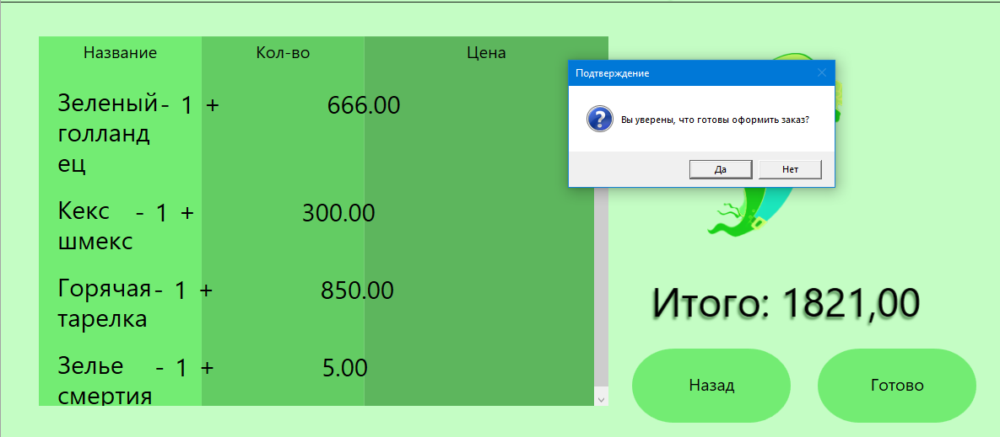 Название Кол-во Цена
Зеленый - 1 + 666.00
голланд
ец
Кекс - 1 + 300.00
шмекс
Горячая - 1 + 850.00
тарелка
Зелье - 1 + 5.00
смертия
Подтверждение
Вы уверены, что готовы оформить заказ?
Да Нет
Итого: 1821,00
Назад Готово